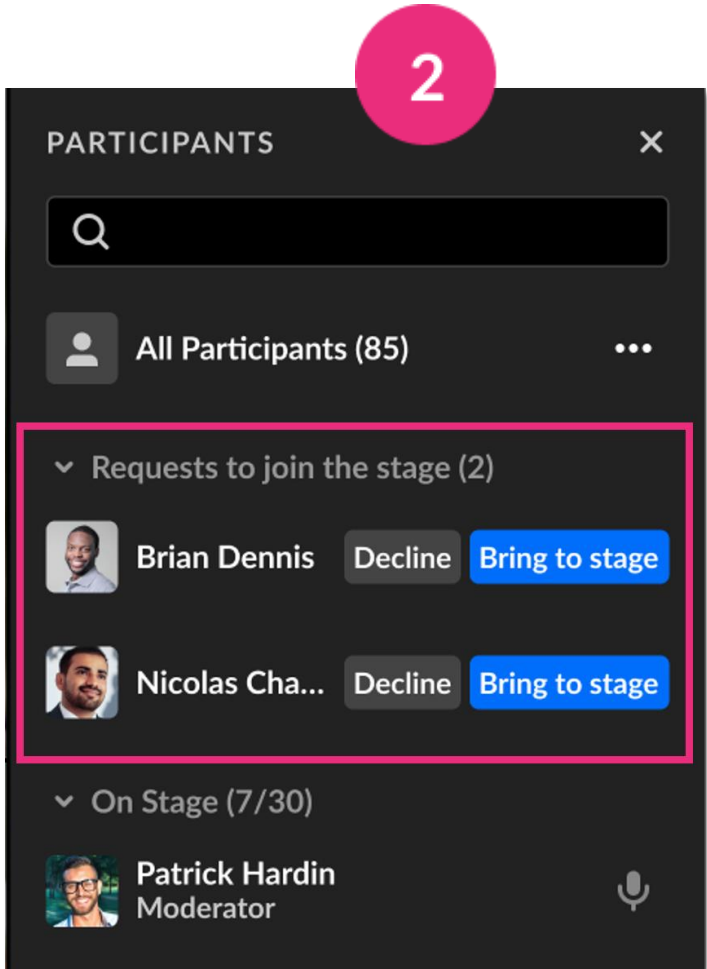 2
PARTICIPANTS
All Participants (85)
Requests to join the stage (2)
Brian Dennis Decline Bring to stage
Nicolas Cha... Decline Bring to stage
On Stage (7/30)
Patrick Hardin
Moderator